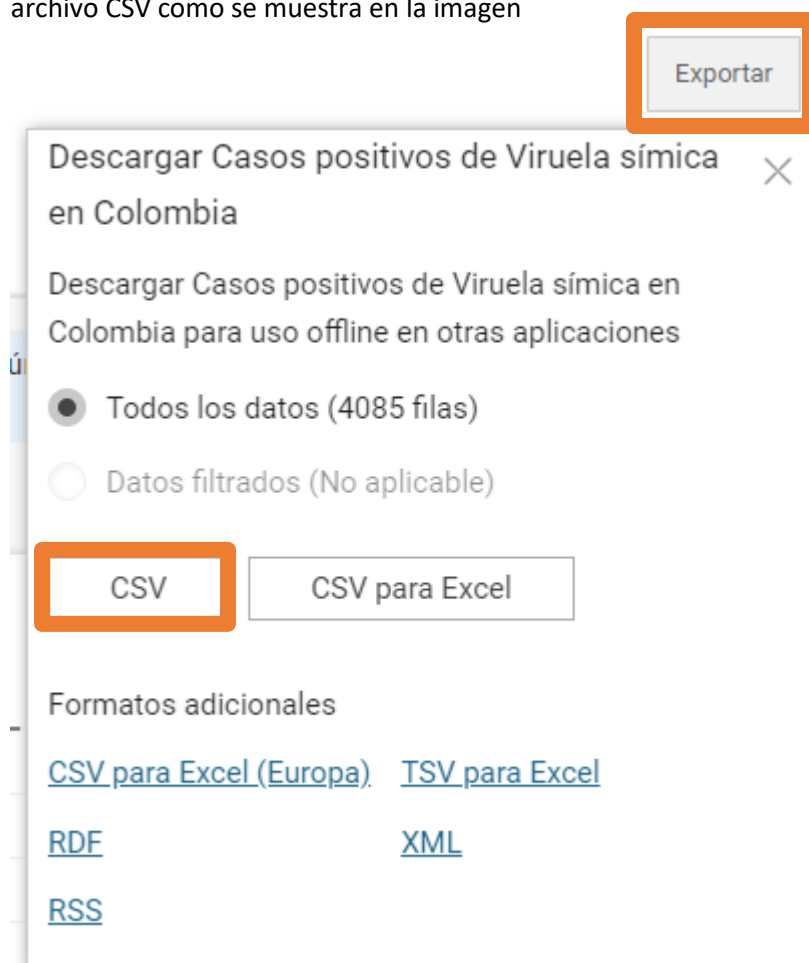 archivo CSV como se muestra en la imagen
Exportar
Descargar Casos positivos de Viruela símica
en Colombia
Descargar Casos positivos de Viruela símica en
Colombia para uso offline en otras aplicaciones
Todos los datos (4085 filas)
Datos filtrados (No aplicable)
CSV CSV para Excel
Formatos adicionales
CSV para Excel (Europa) TSV para Excel
RDF XML
RSS